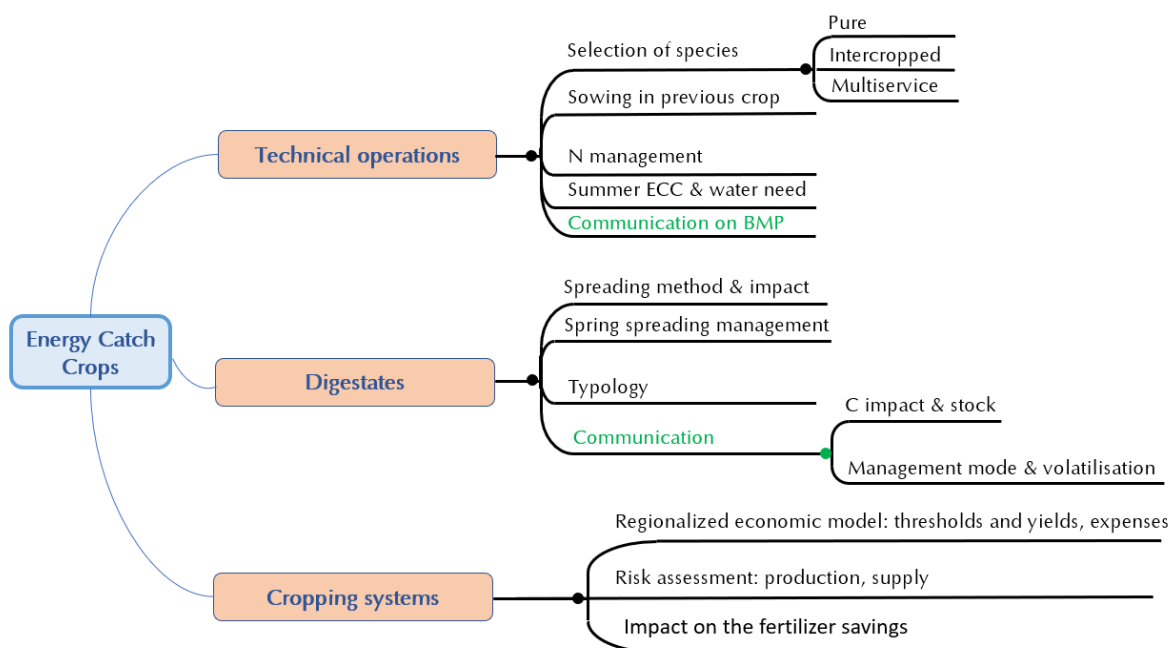 Energy Catch
Crops
Technical operations
Selection of species
Pure
Intercropped
Multiservice
Sowing in previous crop
N management
Summer ECC & water need
Communication on BMP
Digestates
Spreading method & impact
Spring spreading management
Typology
Communication
C impact & stock
Management mode & volatilisation
Cropping systems
Regionalized economic model: thresholds and yields, expenses
Risk assessment: production, supply
Impact on the fertilizer savings